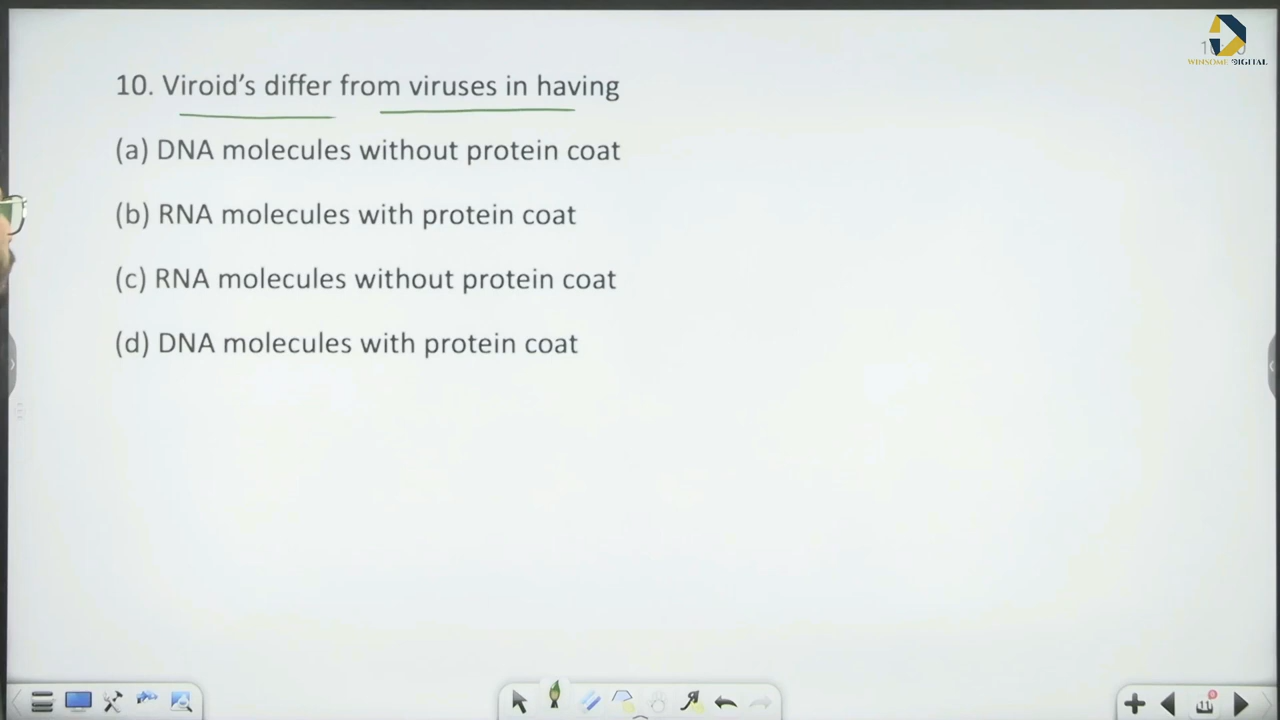 10. Viroid's differ from viruses in having
(a) DNA molecules without protein coat
(b) RNA molecules with protein coat
(c) RNA molecules without protein coat
(d) DNA molecules with protein coat
WINSOME DIGITAL